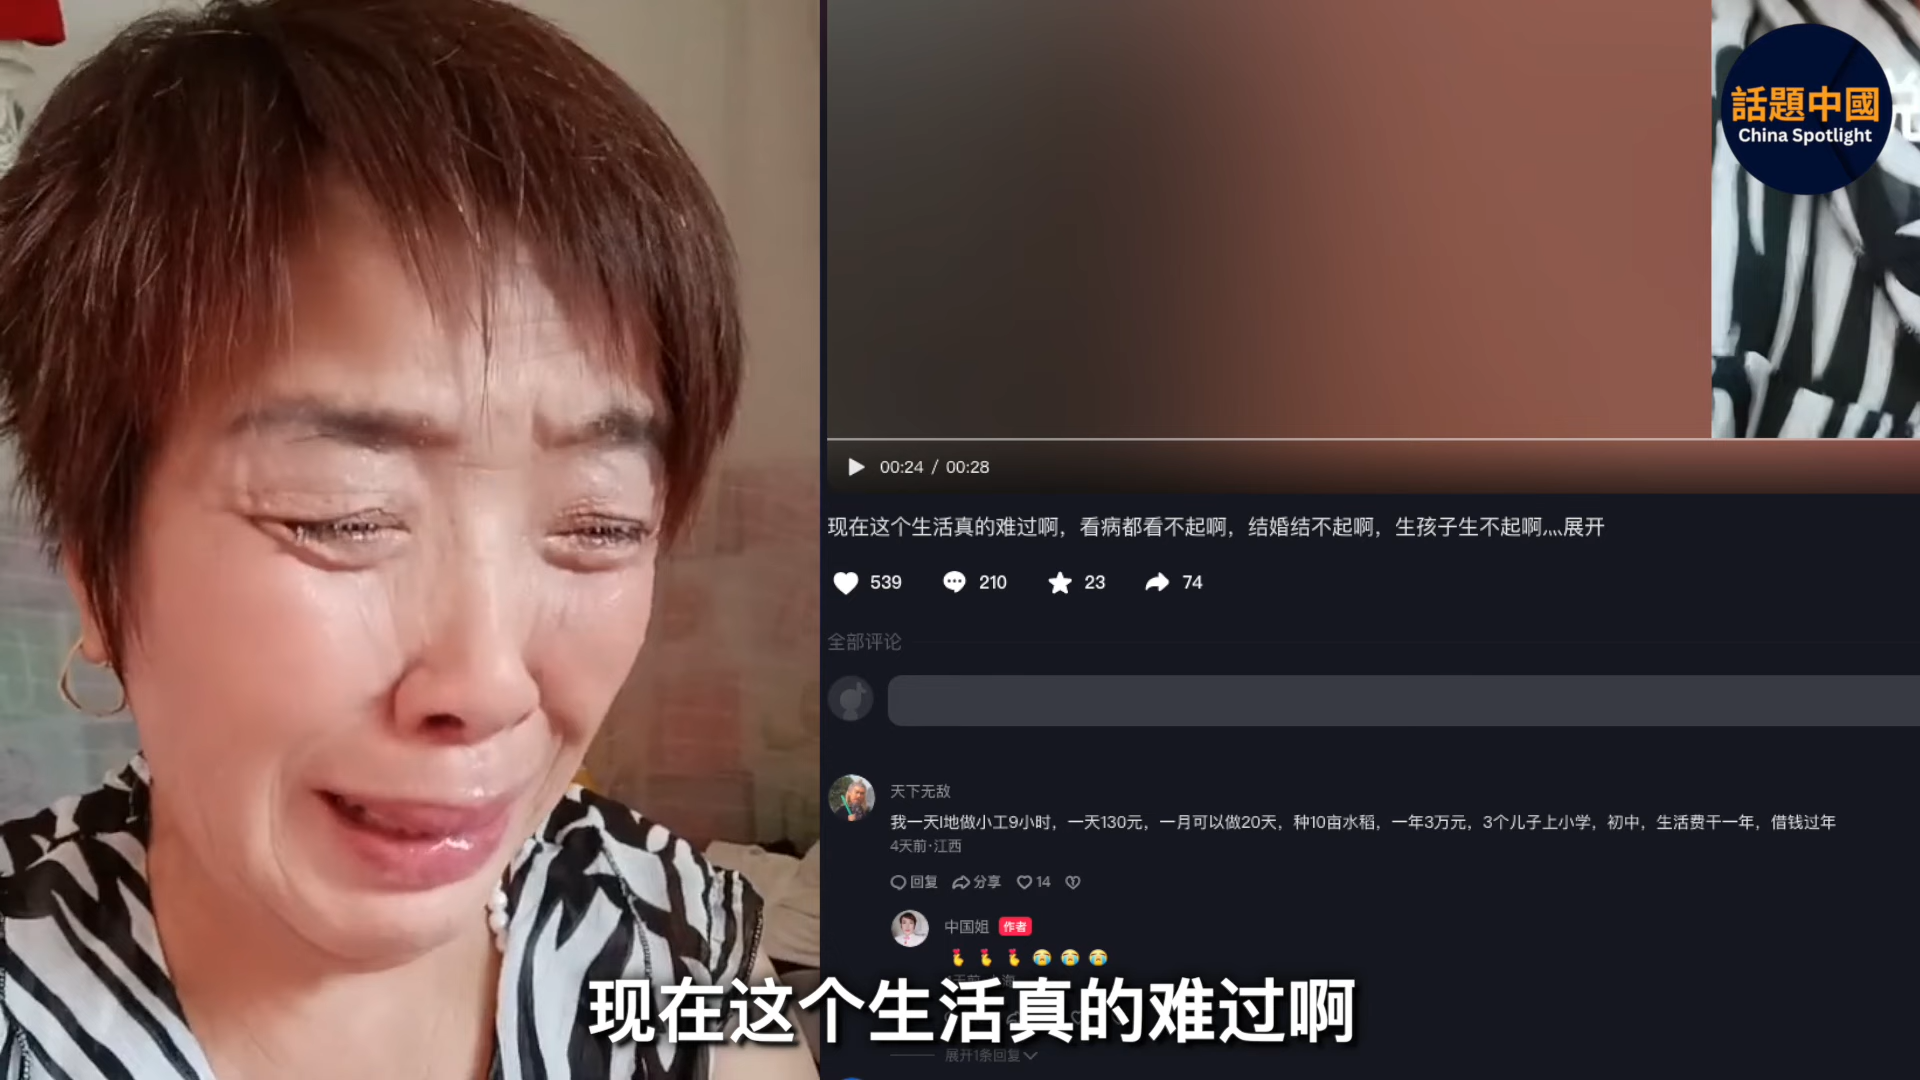 話題中國
China Spotlight
00:24 / 00:28
现在这个生活真的难过啊，看病都看不起啊，结婚结不起啊，生孩子生不起啊灬展开
539
210
23
74
全部评论
天下无敌
我一天I地做小工9小时，一天130元，一月可以做20天，种10亩水稻，一年3万元，3个儿子上小学，初中，生活费干一年，借钱过年
4天前·江西
回复
分享
14
中国姐 作者
现在这个生活真的难过啊
展开1条回复